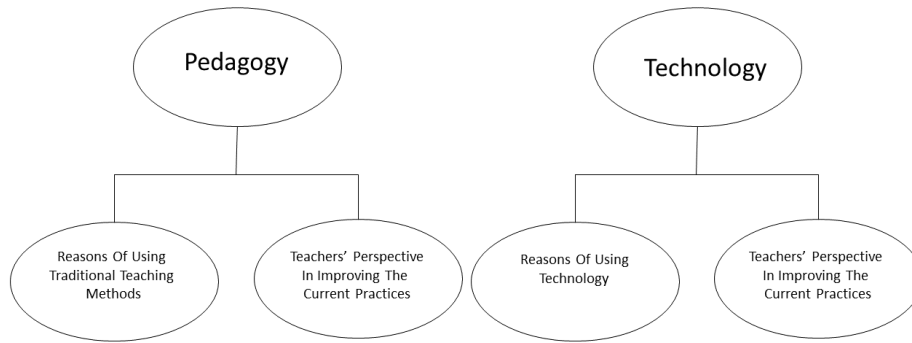 Pedagogy
Technology
Reasons Of Using
Traditional Teaching
Methods
Teachers’ Perspective
In Improving The
Current Practices
Reasons Of Using
Technology
Teachers’ Perspective
In Improving The
Current Practices